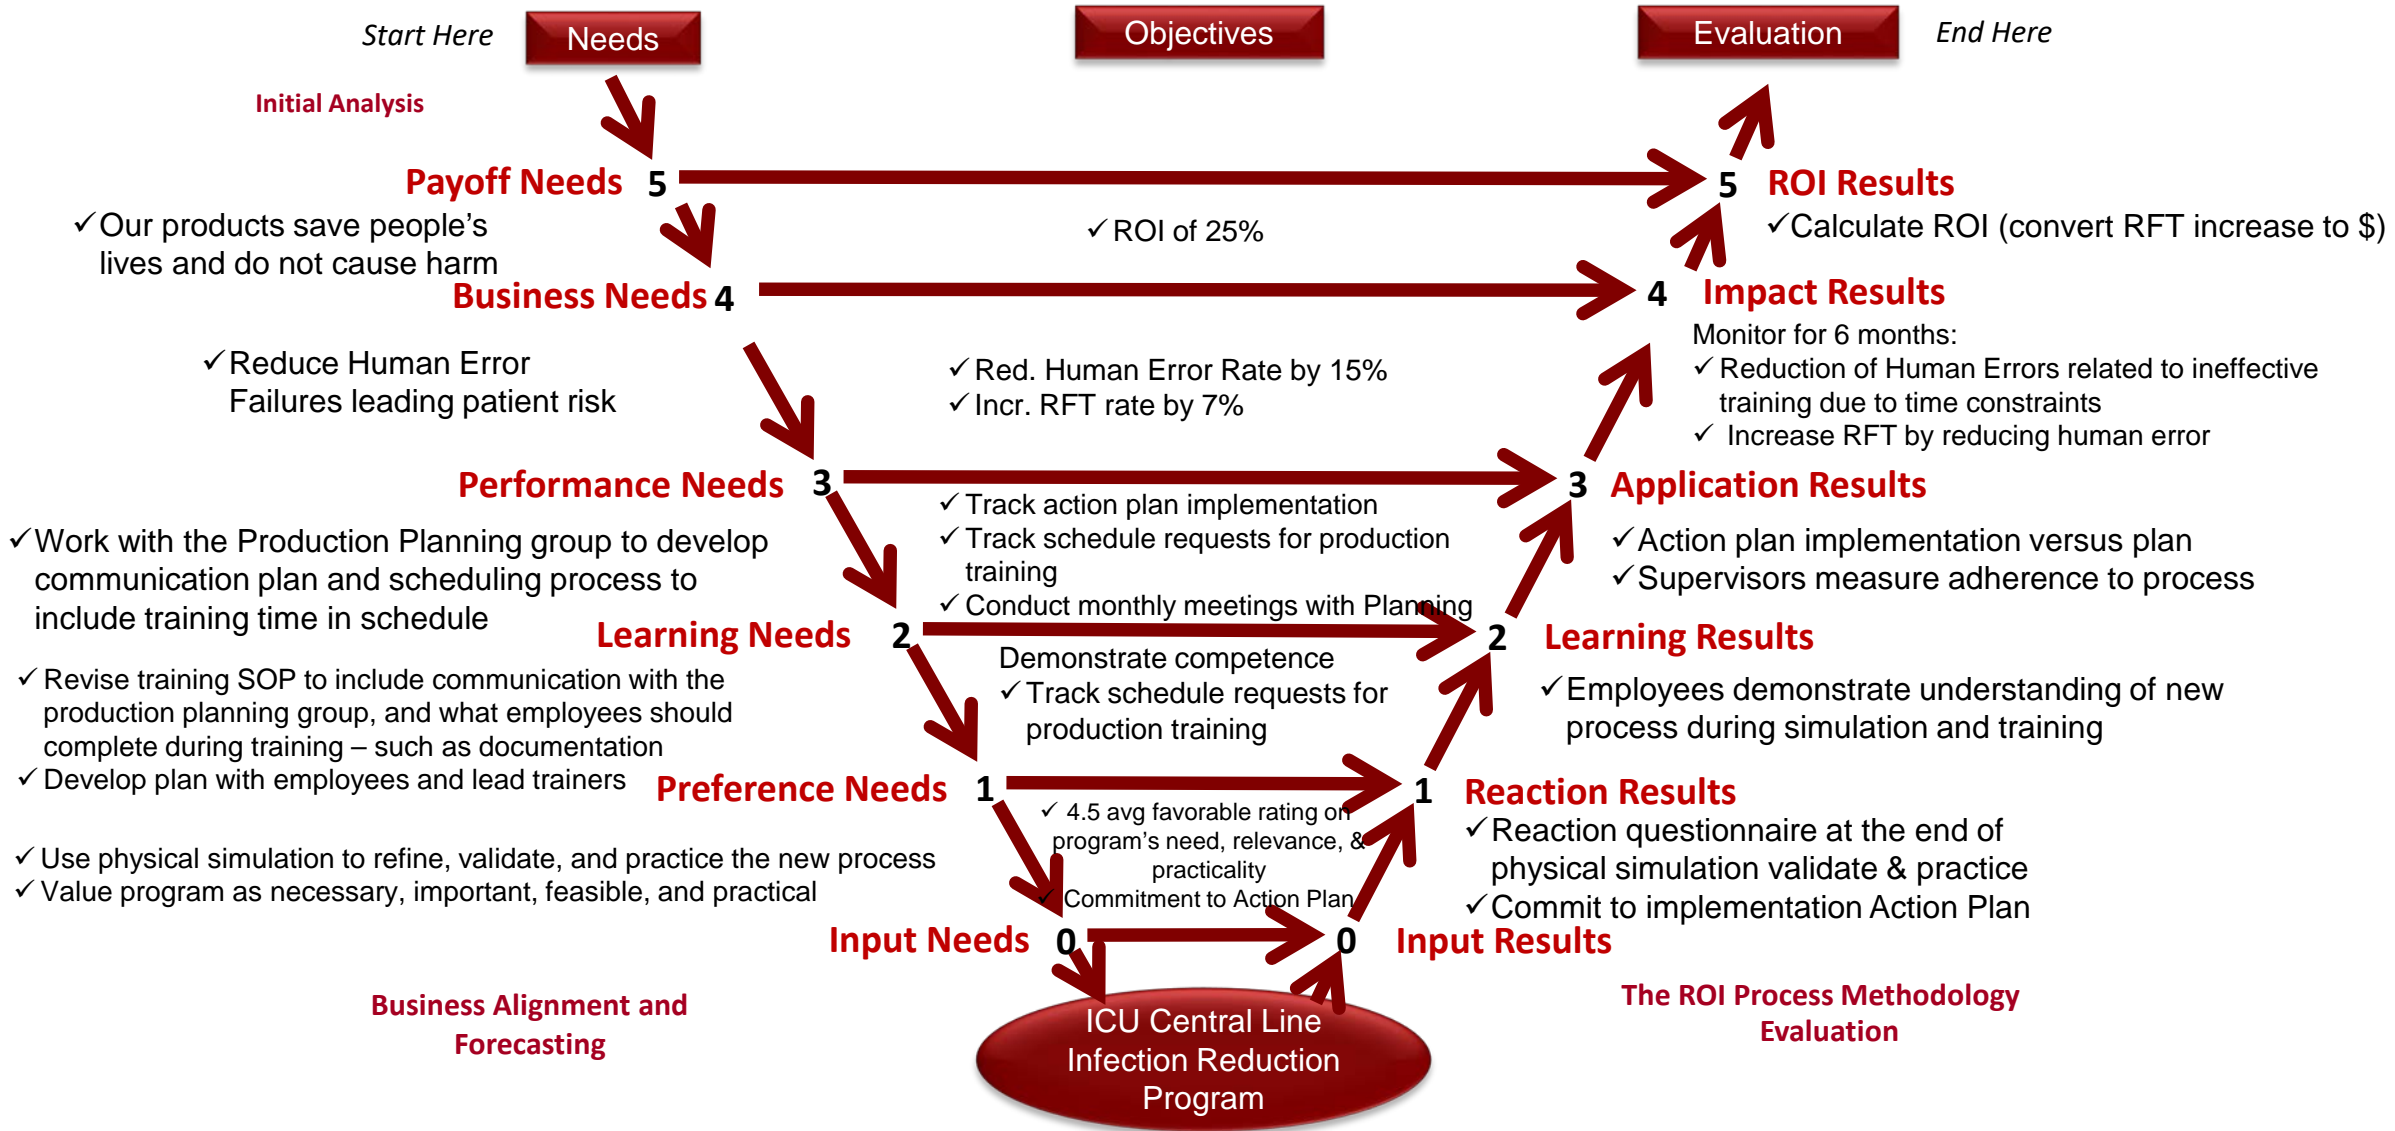 Start Here
Needs
Objectives
Evaluation
End Here
Initial Analysis
Payoff Needs 5
5 ROI Results
✓Our products save people's
lives and do not cause harm
✓ROI of 25%
✓Calculate ROI (convert RFT increase to $)
Business Needs 4
4 Impact Results
✓Reduce Human Error
Failures leading patient risk
✓Red. Human Error Rate by 15%
✓Incr. RFT rate by 7%
Monitor for 6 months:
✓Reduction of Human Errors related to ineffective
training due to time constraints
✓ Increase RFT by reducing human error
Performance Needs 3
3 Application Results
✓Work with the Production Planning group to develop
communication plan and scheduling process to
include training time in schedule
✓Track action plan implementation
✓Track schedule requests for production
training
✓Conduct monthly meetings with Planning
✓Action plan implementation versus plan
✓Supervisors measure adherence to process
Learning Needs 2
2 Learning Results
✓Revise training SOP to include communication with the
production planning group, and what employees should
complete during training – such as documentation
✓Develop plan with employees and lead trainers
Demonstrate competence
✓Track schedule requests for
production training
✓Employees demonstrate understanding of new
process during simulation and training
Preference Needs 1
1 Reaction Results
✓Use physical simulation to refine, validate, and practice the new process
✓Value program as necessary, important, feasible, and practical
✓4.5 avg favorable rating on
program's need, relevance, &
practicality
✓Commitment to Action Plan
✓Reaction questionnaire at the end of
physical simulation validate & practice
✓Commit to implementation Action Plan
Input Needs 0
0 Input Results
Business Alignment and
Forecasting
ICU Central Line
Infection Reduction
Program
The ROI Process Methodology
Evaluation